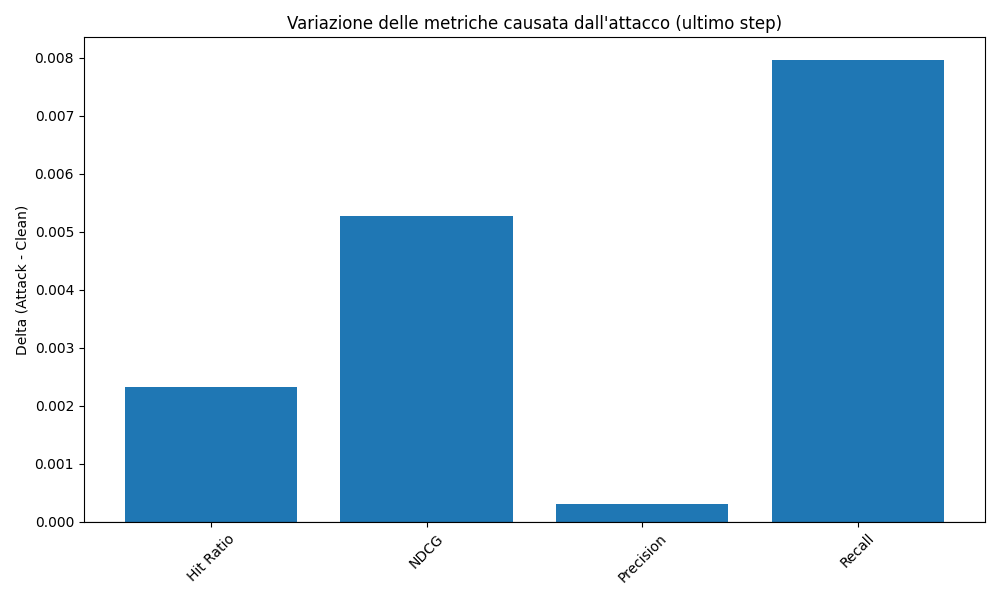 Variazione delle metriche causata dall'attacco (ultimo step)
Delta (Attack - Clean)
0.008
0.007
0.006
0.005
0.004
0.003
0.002
0.001
0.000
Hit Ratio
NDCG
Precision
Recall